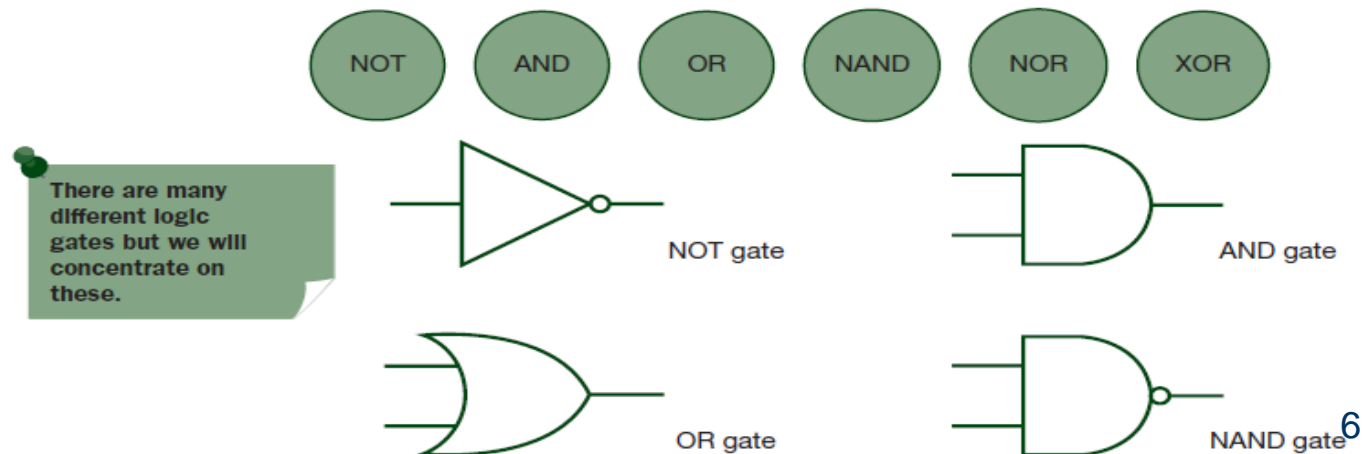 NOT AND OR NAND NOR XOR
There are many
different logic
gates but we will
concentrate on
these.
NOT gate
AND gate
OR gate
NAND gate
6